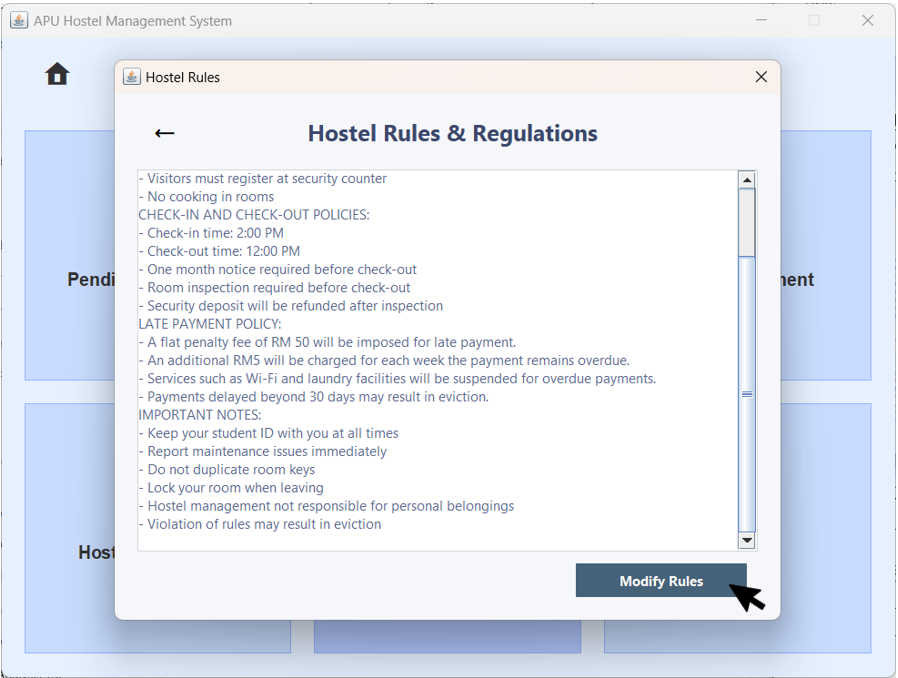 APU Hostel Management System
Hostel Rules
Hostel Rules & Regulations
- Visitors must register at security counter
- No cooking in rooms
CHECK-IN AND CHECK-OUT POLICIES:
- Check-in time: 2:00 PM
- Check-out time: 12:00 PM
- One month notice required before check-out
- Room inspection required before check-out
- Security deposit will be refunded after inspection
LATE PAYMENT POLICY:
- A flat penalty fee of RM 50 will be imposed for late payment.
- An additional RM5 will be charged for each week the payment remains overdue.
- Services such as Wi-Fi and laundry facilities will be suspended for overdue payments.
- Payments delayed beyond 30 days may result in eviction.
IMPORTANT NOTES:
- Keep your student ID with you at all times
- Report maintenance issues immediately
- Do not duplicate room keys
- Lock your room when leaving
- Hostel management not responsible for personal belongings
- Violation of rules may result in eviction
Modify Rules